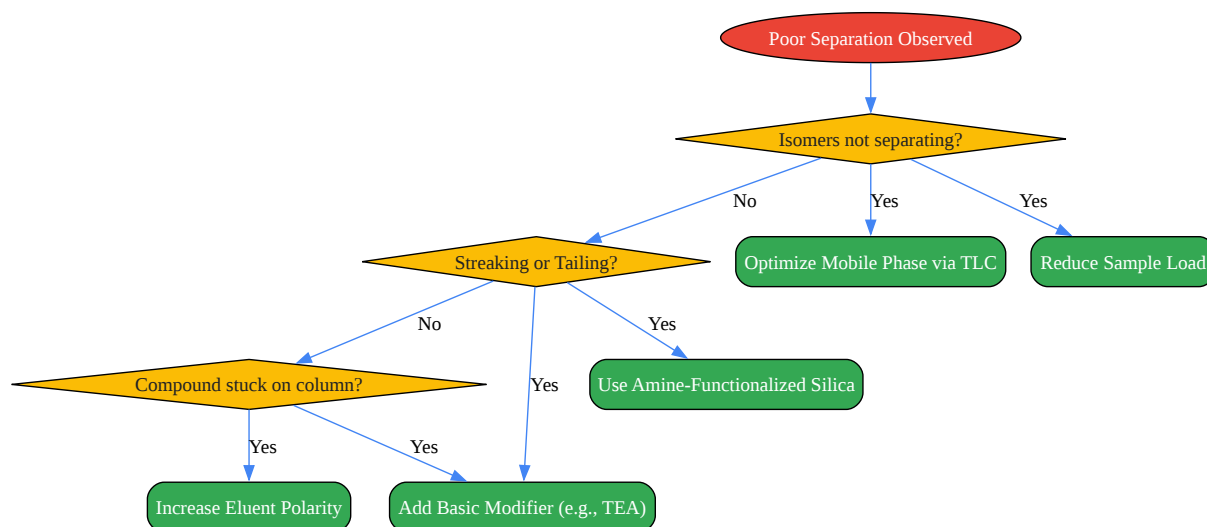 Poor Separation Observed
Isomers not separating?
No
Yes
Yes
Streaking or Tailing?
Optimize Mobile Phase via TLC
Reduce Sample Load
No
Yes
Yes
Compound stuck on column?
Use Amine-Functionalized Silica
Yes
Yes
Increase Eluent Polarity
Add Basic Modifier (e.g., TEA)